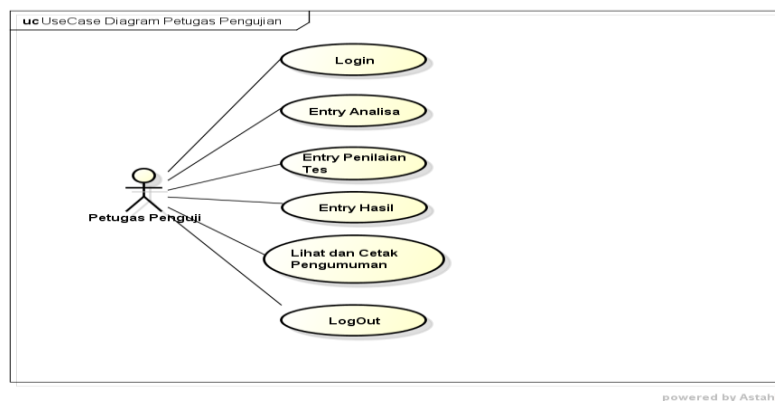 uc UseCase Diagram Petugas Pengujian
Login
Entry Analisa
Entry Penilaian
Tes
Petugas Penguji
Entry Hasil
Lihat dan Cetak
Pengumuman
LogOut
powered by Astah